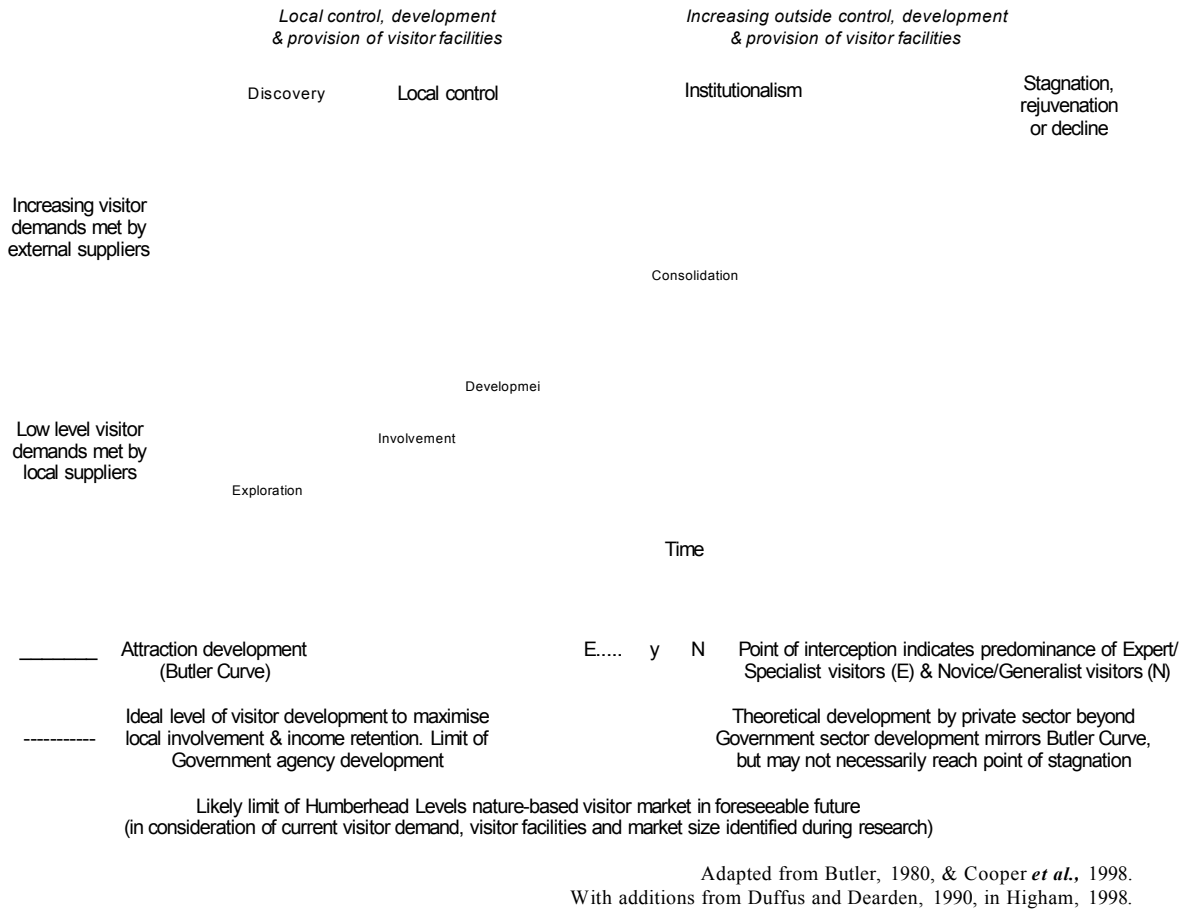 Local control, development
& provision of visitor facilities
Increasing outside control, development
& provision of visitor facilities
Discovery
Local control
Institutionalism
Stagnation,
rejuvenation
or decline
Increasing visitor
demands met by
external suppliers
Consolidation
Developmei
Low level visitor
demands met by
local suppliers
Involvement
Exploration
Time
_______ Attraction development
(Butler Curve)
E..... y N Point of interception indicates predominance of Expert/
Specialist visitors (E) & Novice/Generalist visitors (N)
Ideal level of visitor development to maximise
----------- local involvement & income retention. Limit of
Government agency development
Theoretical development by private sector beyond
Government sector development mirrors Butler Curve,
but may not necessarily reach point of stagnation
Likely limit of Humberhead Levels nature-based visitor market in foreseeable future
(in consideration of current visitor demand, visitor facilities and market size identified during research)
Adapted from Butler, 1980, & Cooper et al., 1998.
With additions from Duffus and Dearden, 1990, in Higham, 1998.